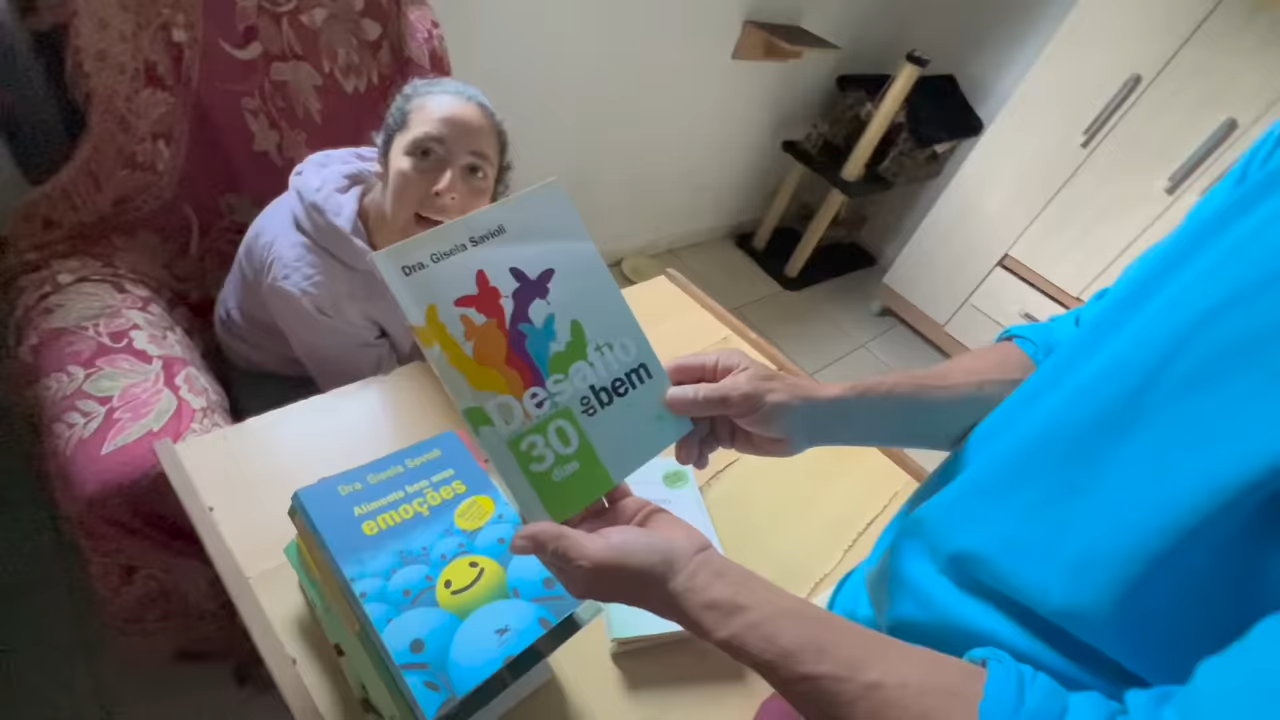 Dra. Gisela Savioli
Desafio
do bem
30
dias
Dra. Gisela Savioli
Alimente bem suas
emoções